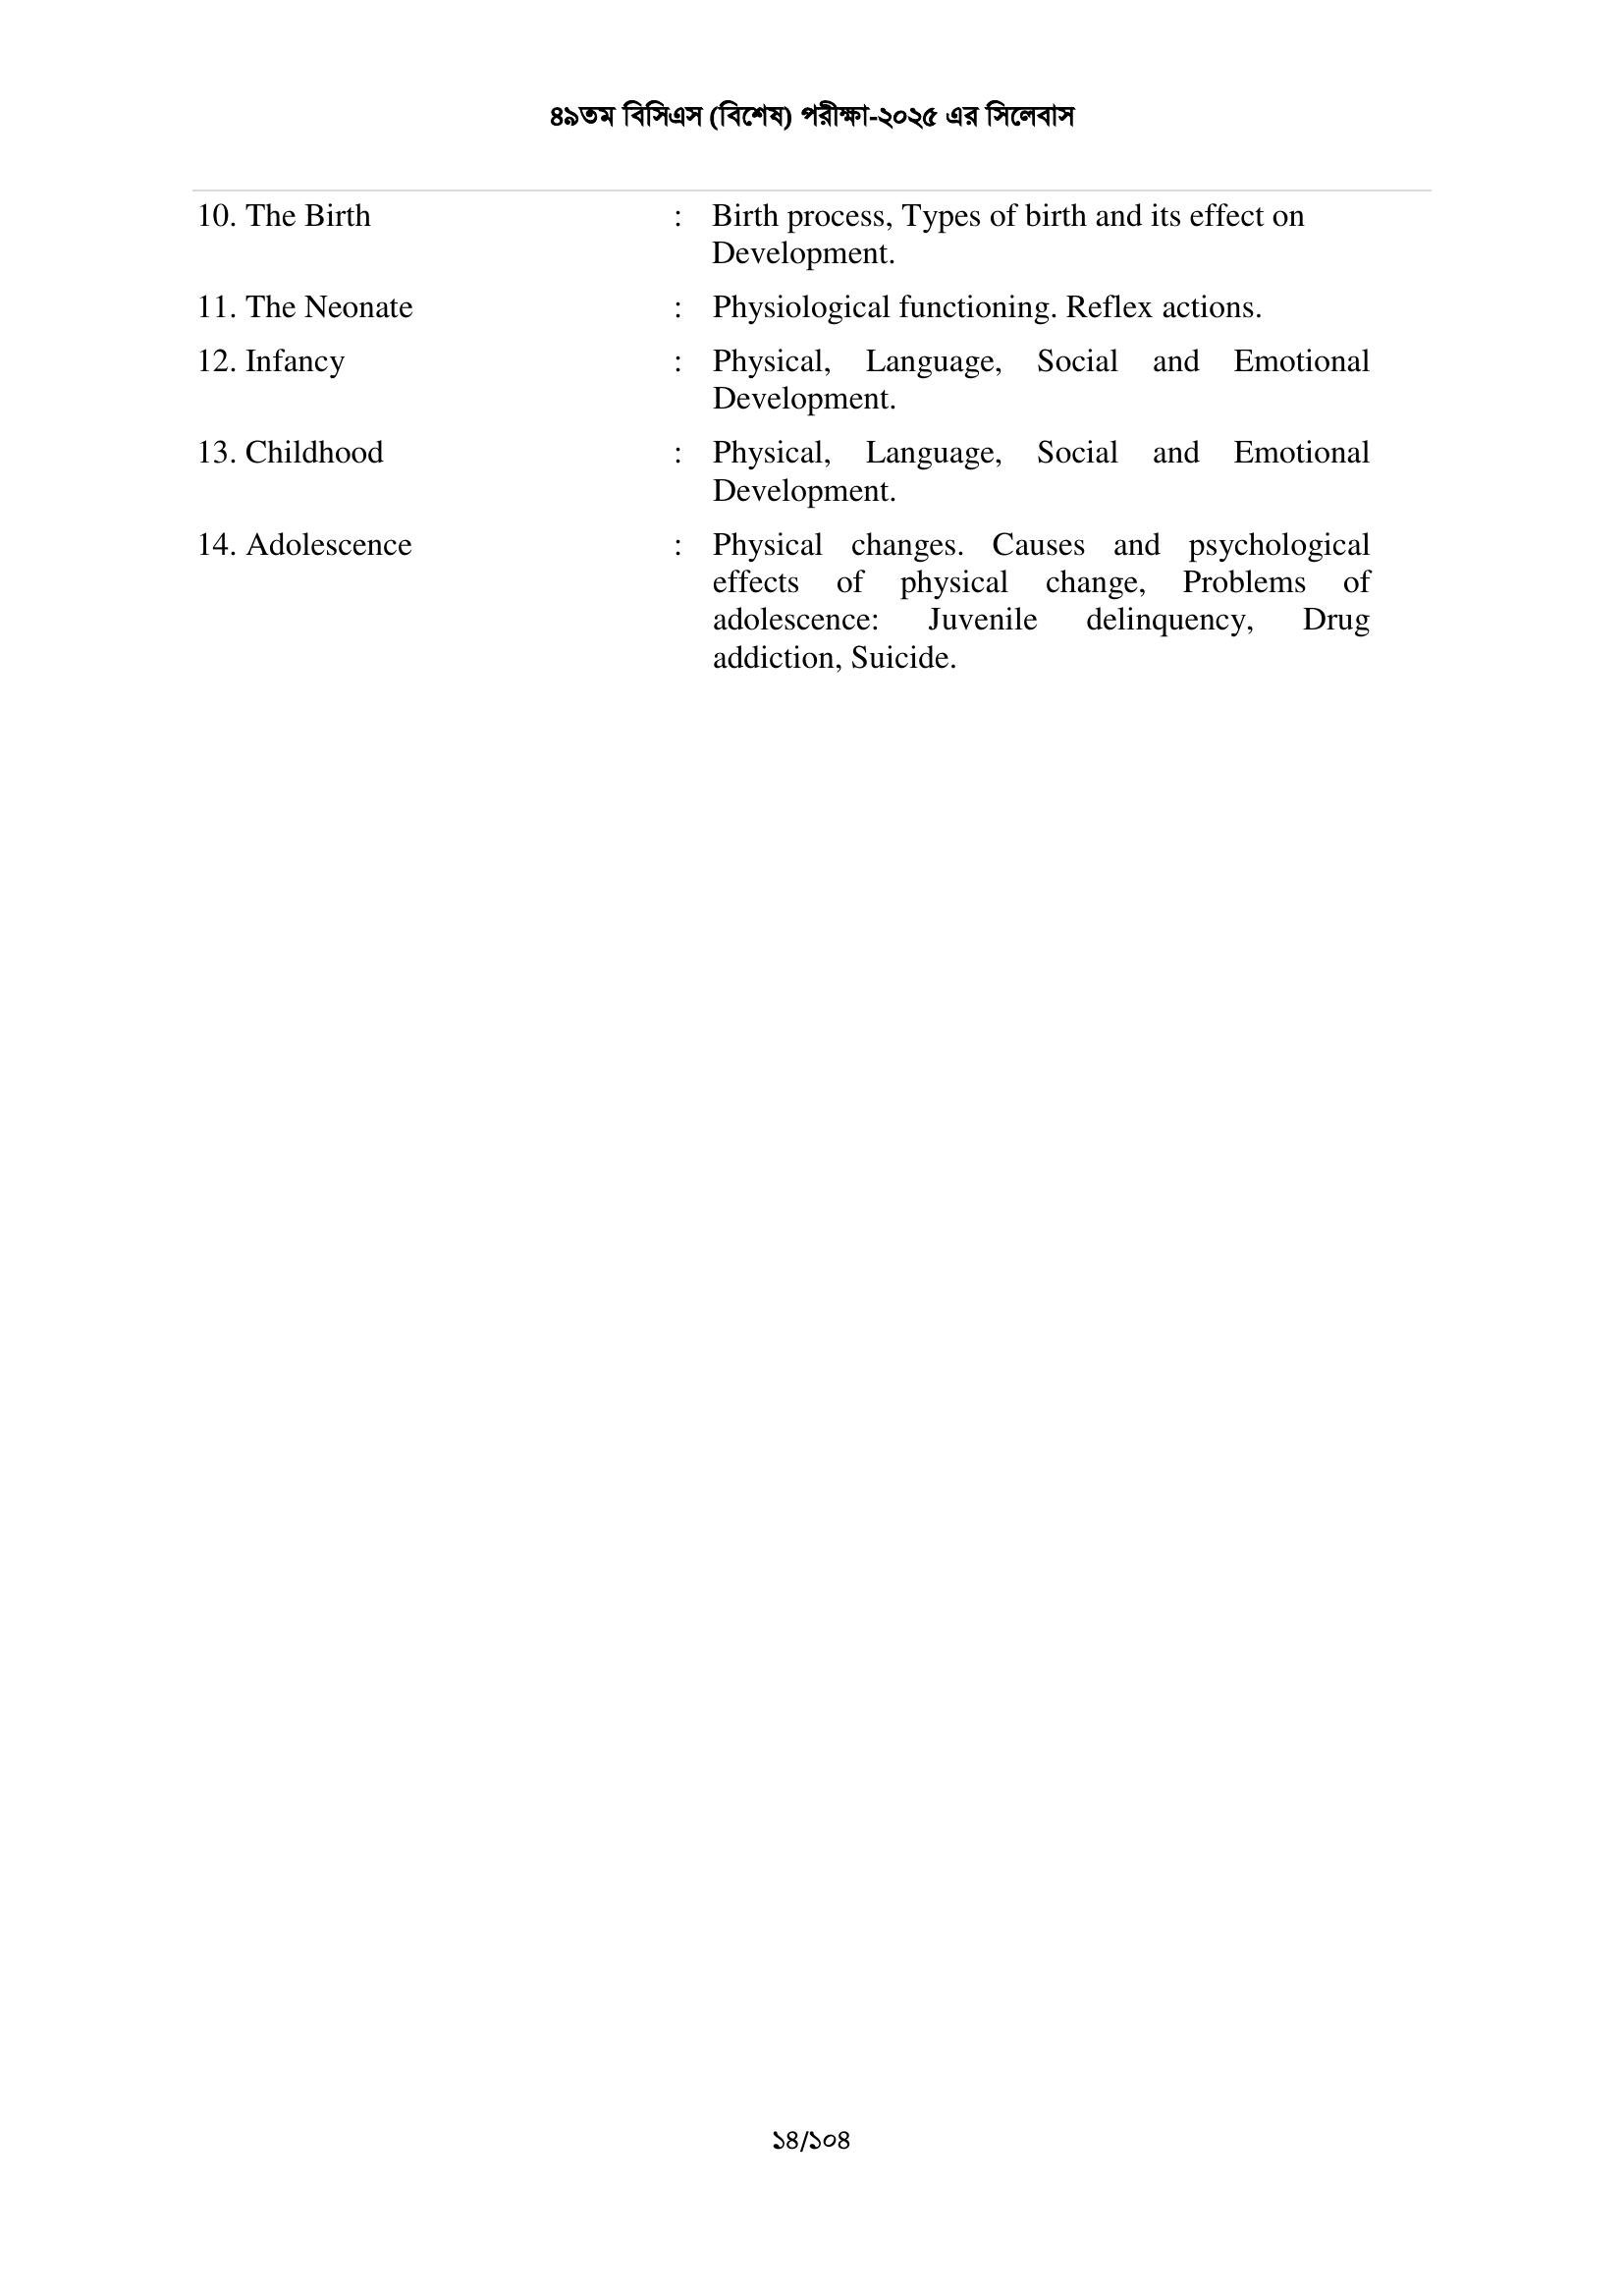 ৪৯তম বিসিএস (বিশেষ) পরীক্ষা-২০২৫ এর সিলেবাস
10. The Birth : Birth process, Types of birth and its effect on
Development.
11. The Neonate : Physiological functioning. Reflex actions.
12. Infancy : Physical, Language, Social and Emotional
Development.
13. Childhood : Physical, Language, Social and Emotional
Development.
14. Adolescence : Physical changes. Causes and psychological
effects of physical change, Problems of
adolescence: Juvenile delinquency, Drug
addiction, Suicide.
১৪/১০৪